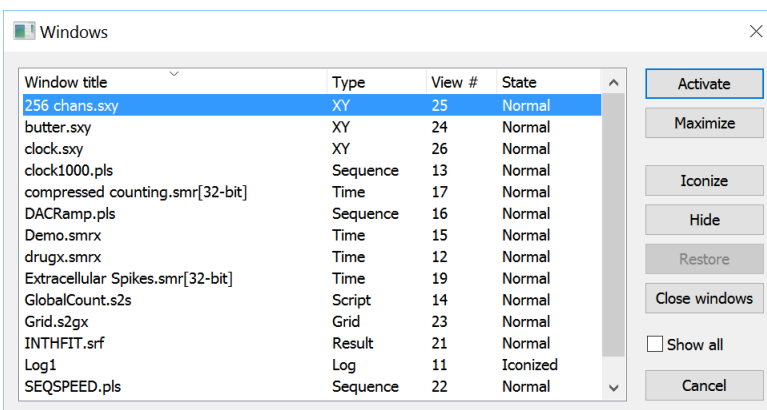 Windows
Window title Type View # State
256 chans.sxy XY 25 Normal
butter.sxy XY 24 Normal
clock.sxy XY 26 Normal
clock1000.pls Sequence 13 Normal
compressed counting.smr[32-bit] Time 17 Normal
DACRamp.pls Sequence 16 Normal
Demo.smrx Time 15 Normal
drugx.smrx Time 12 Normal
Extracellular Spikes.smr[32-bit] Time 19 Normal
GlobalCount.s2s Script 14 Normal
Grid.s2gx Grid 23 Normal
INTHFIT.srf Result 21 Normal
Log1 Log 11 Iconized
SEQSPEED.pls Sequence 22 Normal
Activate
Maximize
Iconize
Hide
Restore
Close windows
Show all
Cancel